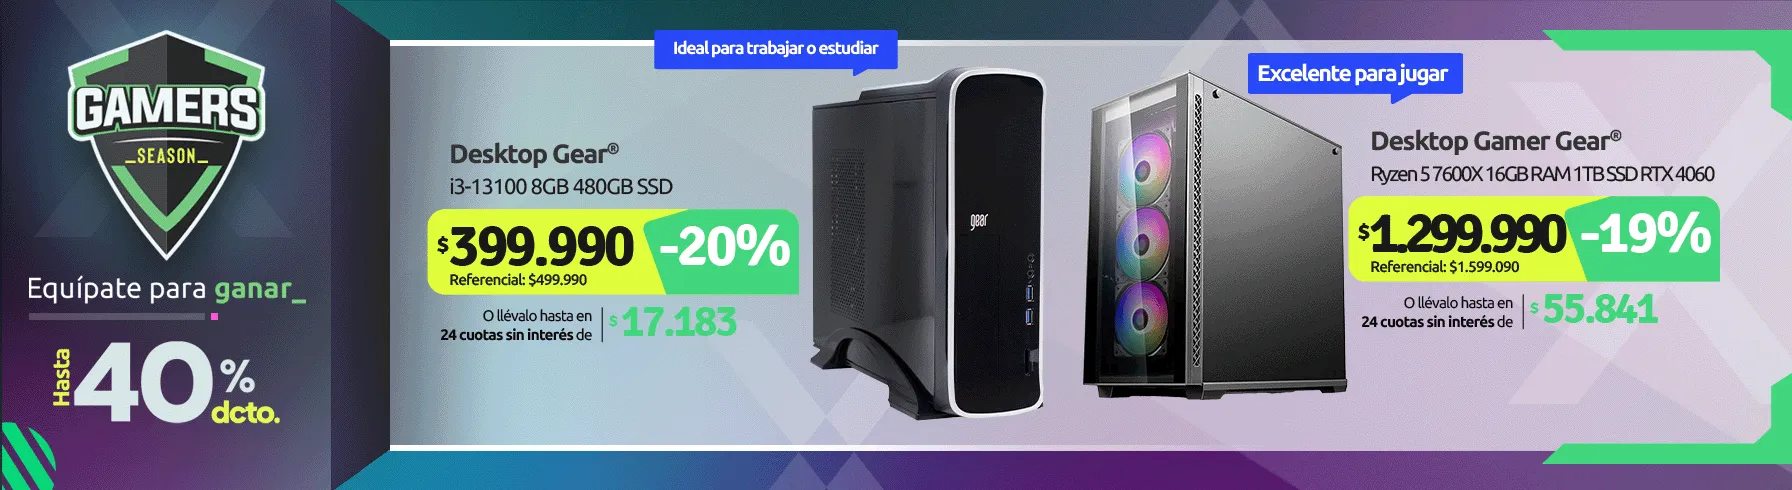 GAMERS
_SEASON_
Equípate para ganar_
Hasta
40%
dcto.
Ideal para trabajar o estudiar
Desktop Gear®
i3-13100 8GB 480GB SSD
$399.990 -20%
Referencial: $499.990
O llévalo hasta en
24 cuotas sin interés de
$17.183
gear
Excelente para jugar
Desktop Gamer Gear®
Ryzen 5 7600X 16GB RAM 1TB SSD RTX 4060
$1.299.990 -19%
Referencial: $1.599.090
O llévalo hasta en
24 cuotas sin interés de
$55.841